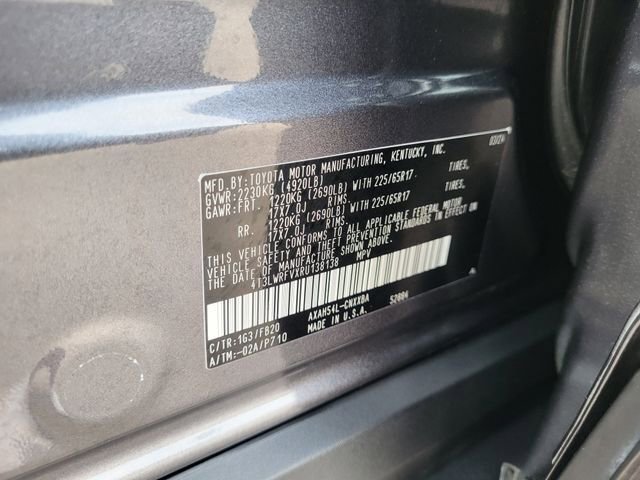 MFD.BY:TOYOTA MOTOR MANUFACTURING, KENTUCKY, INC. 03/24
GVWR:2230KG (4920LB)
GAWR:FRT. 1220KG (2690LB) WITH 225/65R17 TIRES,
17X7.0J RIMS.
RR. 1220KG (2690LB) WITH 225/65R17 TIRES,
17X7.0J RIMS.
THIS VEHICLE CONFORMS TO ALL APPLICABLE FEDERAL MOTOR
VEHICLE SAFETY AND THEFT PREVENTION STANDARDS IN EFFECT ON
THE DATE OF MANUFACTURE SHOWN ABOVE.
4T3LWRFVXRU138138 MPV
AXAH54L-CNXXBA S2004
C/TR:1G3/FB20 MADE IN U.S.A.
A/TM:-02A/P710